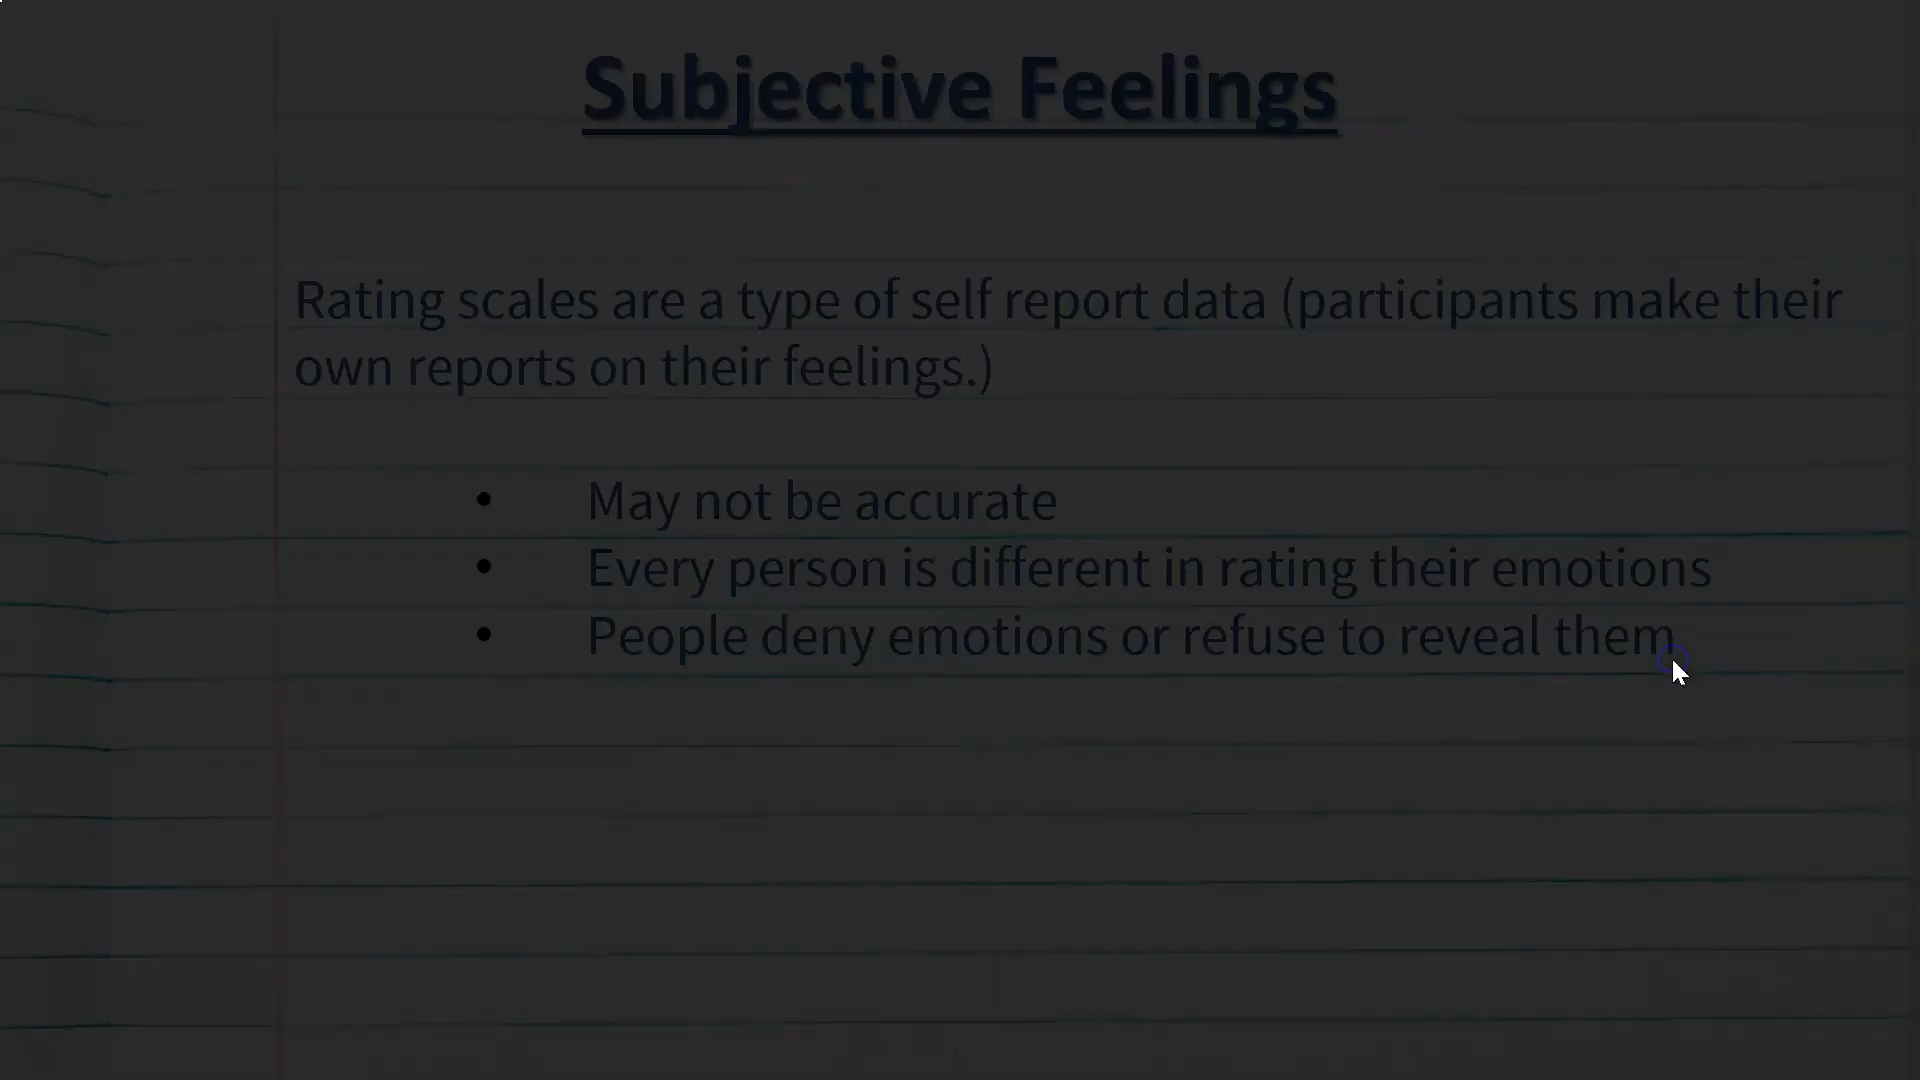 Subjective Feelings
Rating scales are a type of self report data (participants make their
own reports on their feelings.)
• May not be accurate
• Every person is different in rating their emotions
• People deny emotions or refuse to reveal them